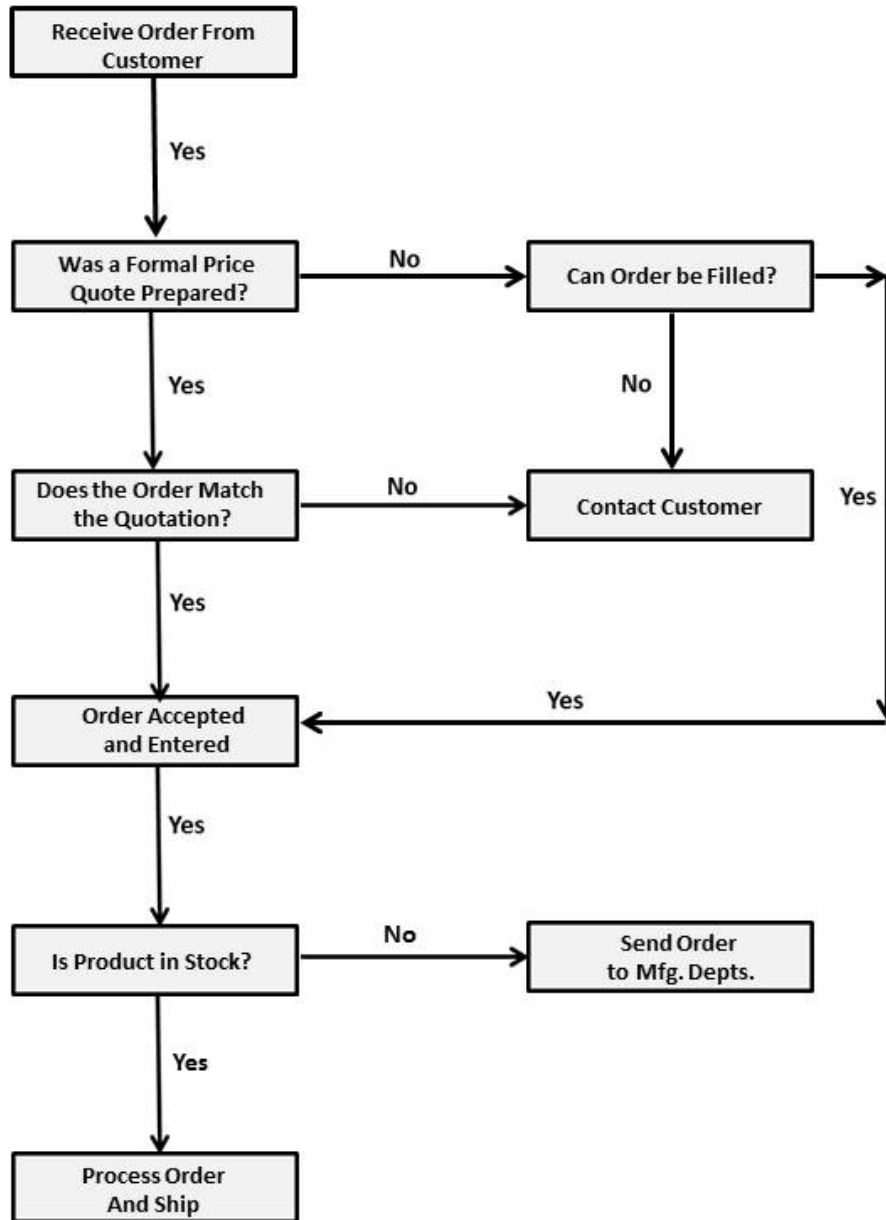 Receive Order From
Customer
Yes
Was a Formal Price
Quote Prepared?
No
Can Order be Filled?
Yes
No
Does the Order Match
the Quotation?
No
Contact Customer
Yes
Yes
Order Accepted
and Entered
Yes
Yes
Is Product in Stock?
No
Send Order
to Mfg. Depts.
Yes
Process Order
And Ship